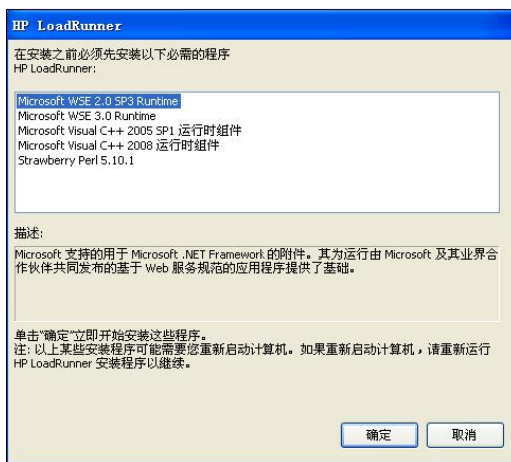 HP LoadRunner
在安装之前必须先安装以下必需的程序
HP LoadRunner:
Microsoft WSE 2.0 SP3 Runtime
Microsoft WSE 3.0 Runtime
Microsoft Visual C++ 2005 SP1 运行时组件
Microsoft Visual C++ 2008 运行时组件
Strawberry Perl 5.10.1
描述:
Microsoft 支持的用于 Microsoft .NET Framework 的附件。其为运行由 Microsoft 及其业界合
作伙伴共同发布的基于 Web 服务规范的应用程序提供了基础。
单击“确定”立即开始安装这些程序。
注: 以上某些安装程序可能需要您重新启动计算机。如果重新启动计算机，请重新运行
HP LoadRunner 安装程序以继续。
确定
取消